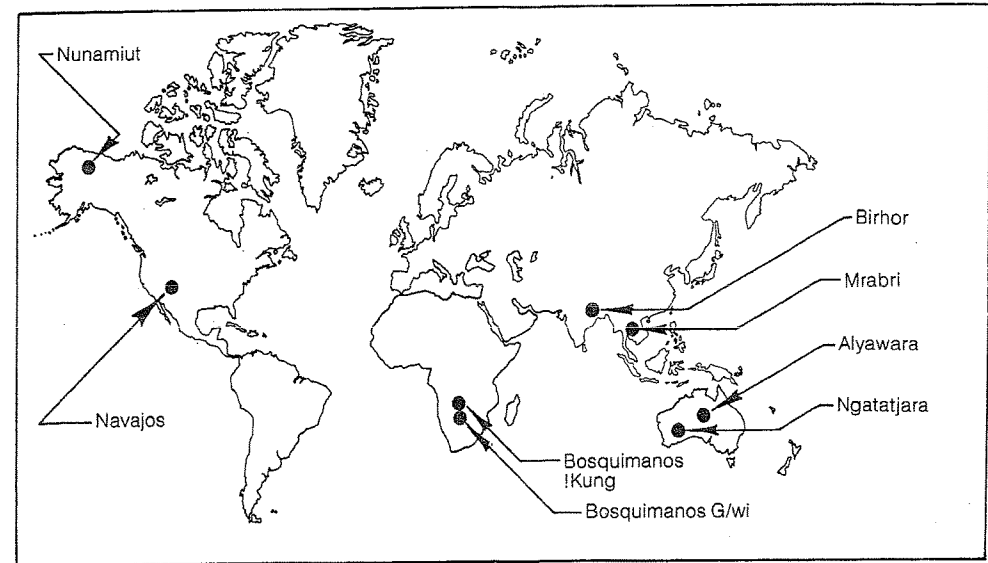 Nunamiut
Birhor
Mrabri
Alyawara
Ngatatjara
Navajos
Bosquimanos
!Kung
Bosquimanos G/wi